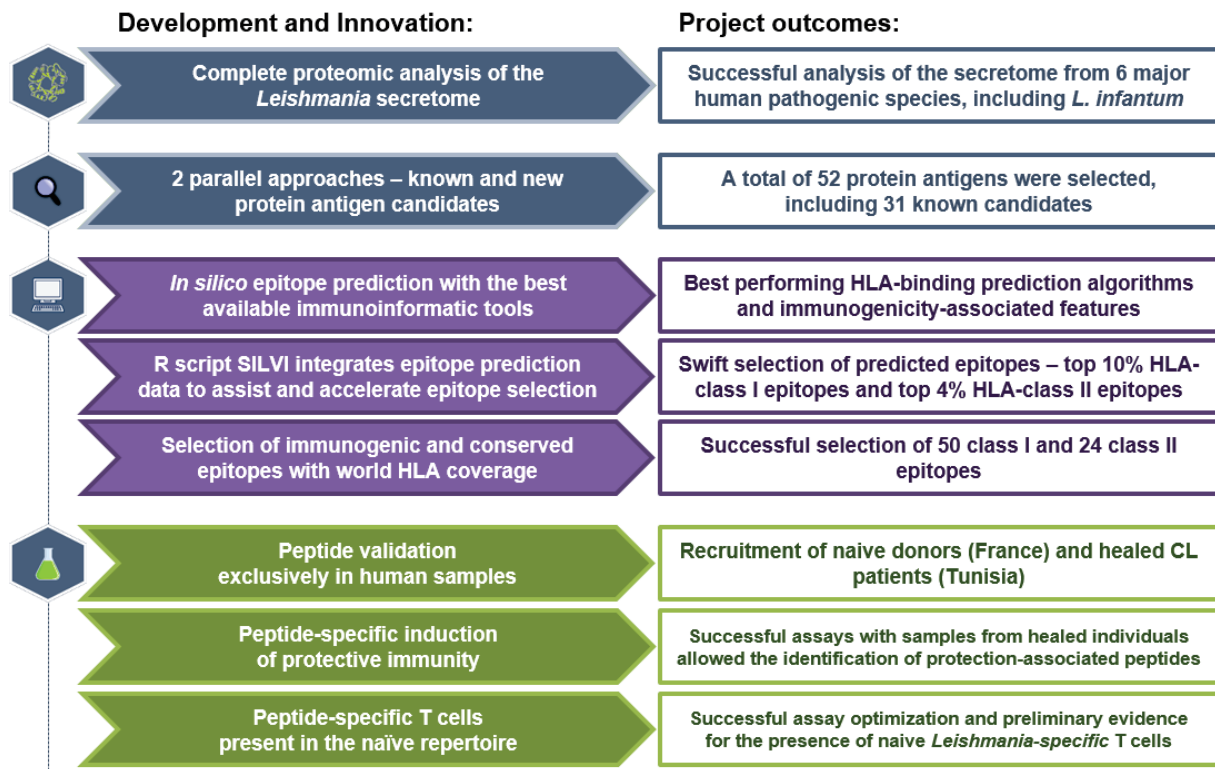 Development and Innovation:
Project outcomes:
Complete proteomic analysis of the
Leishmania secretome
Successful analysis of the secretome from 6 major
human pathogenic species, including L. infantum
2 parallel approaches – known and new
protein antigen candidates
A total of 52 protein antigens were selected,
including 31 known candidates
In silico epitope prediction with the best
available immunoinformatic tools
Best performing HLA-binding prediction algorithms
and immunogenicity-associated features
R script SILVI integrates epitope prediction
data to assist and accelerate epitope selection
Swift selection of predicted epitopes – top 10% HLA-
class I epitopes and top 4% HLA-class II epitopes
Selection of immunogenic and conserved
epitopes with world HLA coverage
Successful selection of 50 class I and 24 class II
epitopes
Peptide validation
exclusively in human samples
Recruitment of naive donors (France) and healed CL
patients (Tunisia)
Peptide-specific induction
of protective immunity
Successful assays with samples from healed individuals
allowed the identification of protection-associated peptides
Peptide-specific T cells
present in the naïve repertoire
Successful assay optimization and preliminary evidence
for the presence of naive Leishmania-specific T cells